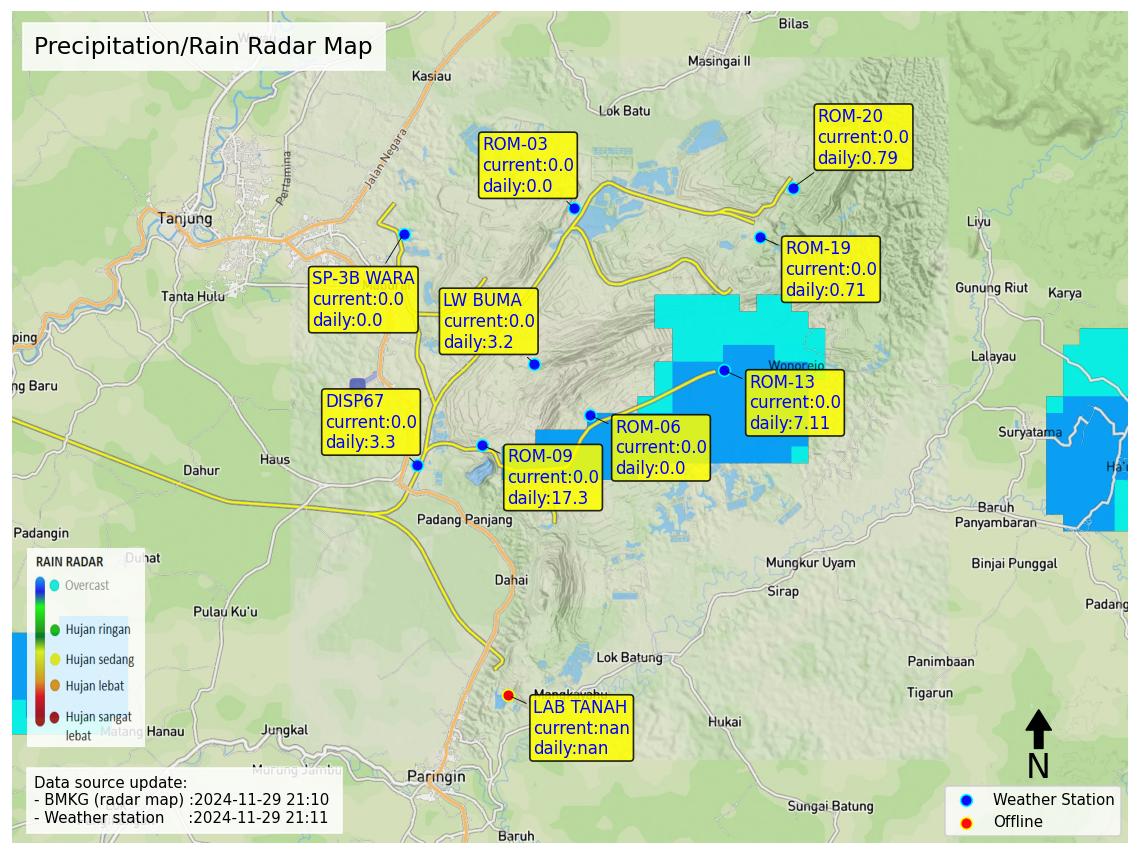 Precipitation/Rain Radar Map
Bilas
Masingai II
Kasiau
Lok Batu
Jalan Negara
Pertamina
Tanjung
ROM-20
current:0.0
daily:0.79
ROM-03
current:0.0
daily:0.0
Liyu
ROM-19
current:0.0
daily:0.71
SP-3B WARA
current:0.0
daily:0.0
Tanta Hulu
LW BUMA
current:0.0
daily:3.2
Gunung Riut
Karya
ping
Lalayau
Wonorejo
ng Baru
ROM-13
current:0.0
daily:7.11
DISP67
current:0.0
daily:3.3
ROM-06
current:0.0
daily:0.0
Suryatama
Haus
Dahur
ROM-09
current:0.0
daily:17.3
Ha'u
Padang Panjang
Baruh
Panyambaran
Padangin
Duhat
Mungkur Uyam
Binjai Punggal
Dahai
Sirap
Padang
Pulau Ku'u
RAIN RADAR
Overcast
Hujan ringan
Hujan sedang
Hujan lebat
Hujan sangat
lebat
Lok Batung
Panimbaan
Tigarun
Mangkayahu
LAB TANAH
current:nan
daily:nan
Hukai
Matang Hanau
Jungkal
Murung Jambu
Paringin
Sungai Batung
Baruh
Data source update:
- BMKG (radar map) :2024-11-29 21:10
- Weather station :2024-11-29 21:11
N
Weather Station
Offline